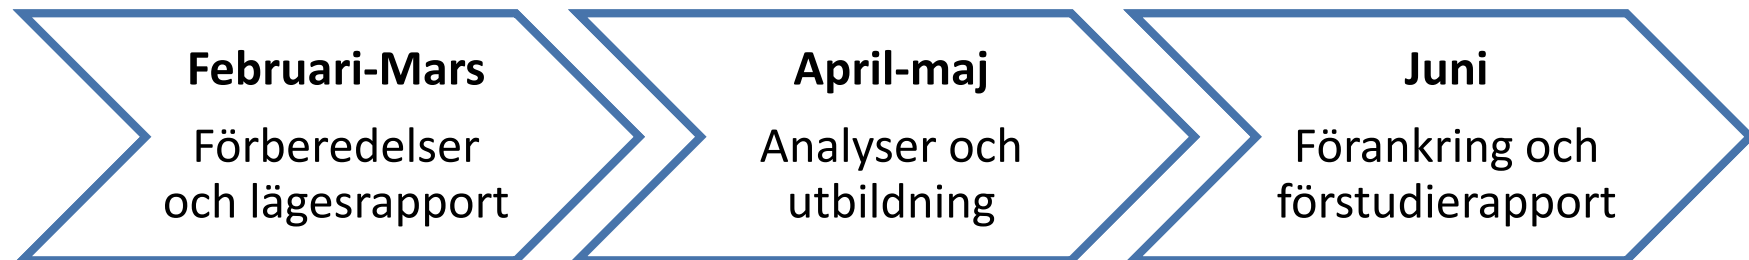 Februari-Mars
Förberedelser
och lägesrapport
April-maj
Analyser och
utbildning
Juni
Förankring och
förstudierapport